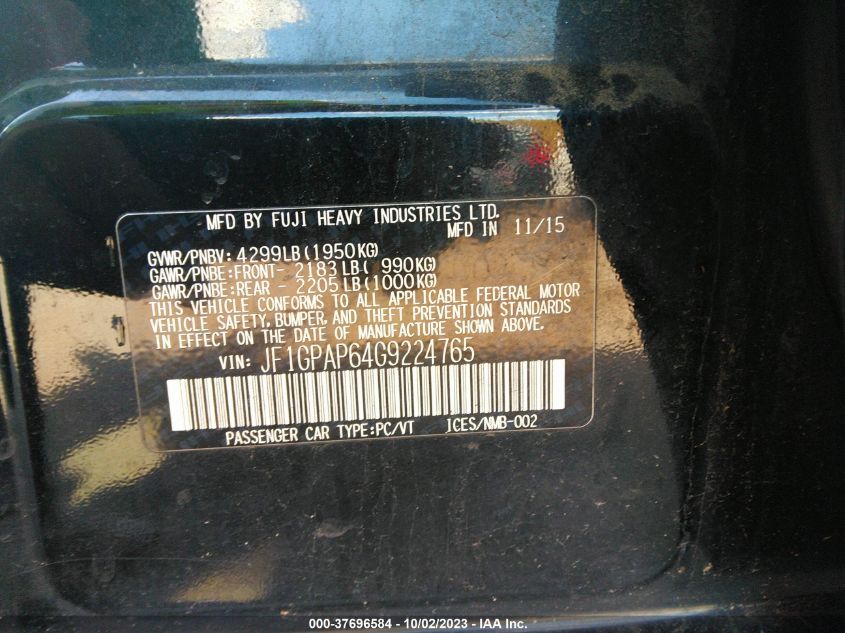 MFD BY FUJI HEAVY INDUSTRIES LTD.
MFD IN 11/15
GVWR/PNBV: 4299LB(1950KG)
GAWR/PNBE:FRONT- 2183LB( 990KG)
GAWR/PNBE:REAR - 2205LB(1000KG)
THIS VEHICLE CONFORMS TO ALL APPLICABLE FEDERAL MOTOR
VEHICLE SAFETY, BUMPER, AND THEFT PREVENTION STANDARDS
IN EFFECT ON THE DATE OF MANUFACTURE SHOWN ABOVE.
VIN: JF1GPAP64G9224765
PASSENGER CAR TYPE:PC/VT ICES/NMB-002
000-37696584 - 10/02/2023 - IAA Inc.